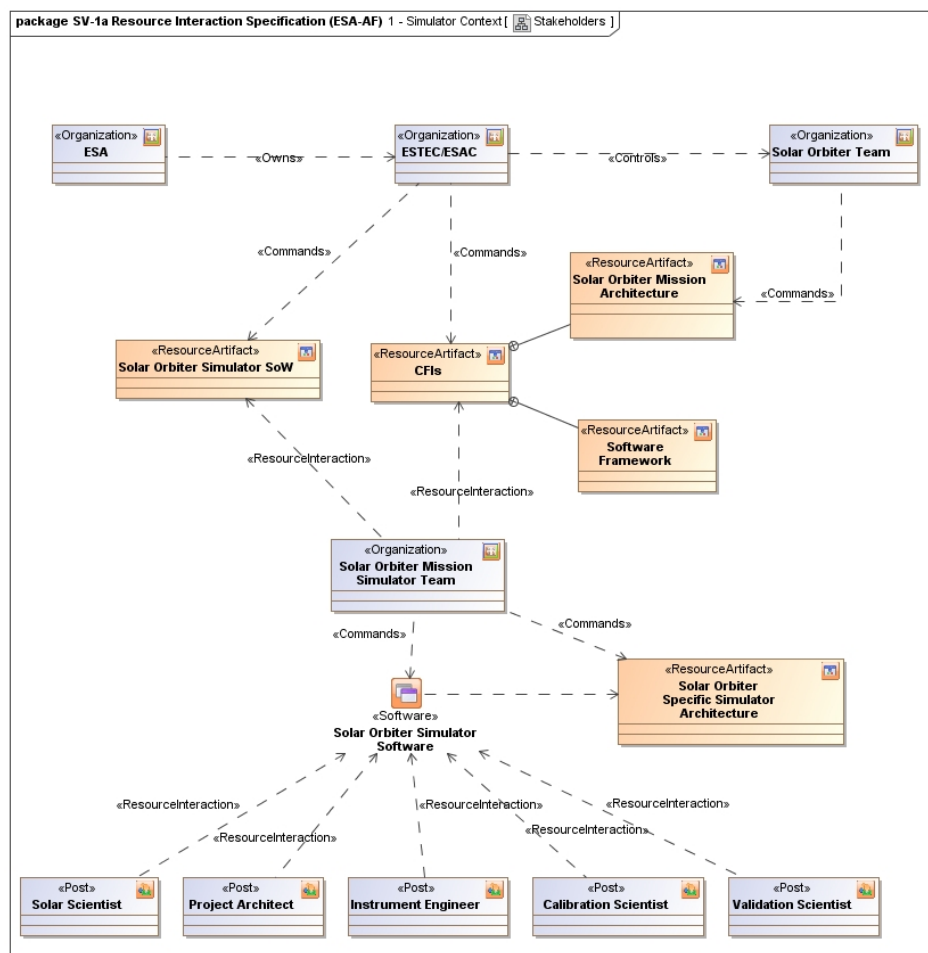 package SV-1a Resource Interaction Specification (ESA-AF) 1 - Simulator Context [ Stakeholders ]
«Organization»
ESA
«Owns»
«Organization»
ESTEC/ESAC
«Controls»
«Organization»
Solar Orbiter Team
«Commands»
«Commands»
«Commands»
«ResourceArtifact»
Solar Orbiter Mission
Architecture
«ResourceArtifact»
Solar Orbiter Simulator SoW
«ResourceArtifact»
CFIs
«ResourceArtifact»
Software
Framework
«ResourceInteraction»
«ResourceInteraction»
«Organization»
Solar Orbiter Mission
Simulator Team
«Commands»
«Commands»
«ResourceArtifact»
Solar Orbiter
Specific Simulator
Architecture
«Software»
Solar Orbiter Simulator
Software
«ResourceInteraction»
«ResourceInteraction»
«ResourceInteraction»
«ResourceInteraction»
«ResourceInteraction»
«Post»
Solar Scientist
«Post»
Project Architect
«Post»
Instrument Engineer
«Post»
Calibration Scientist
«Post»
Validation Scientist